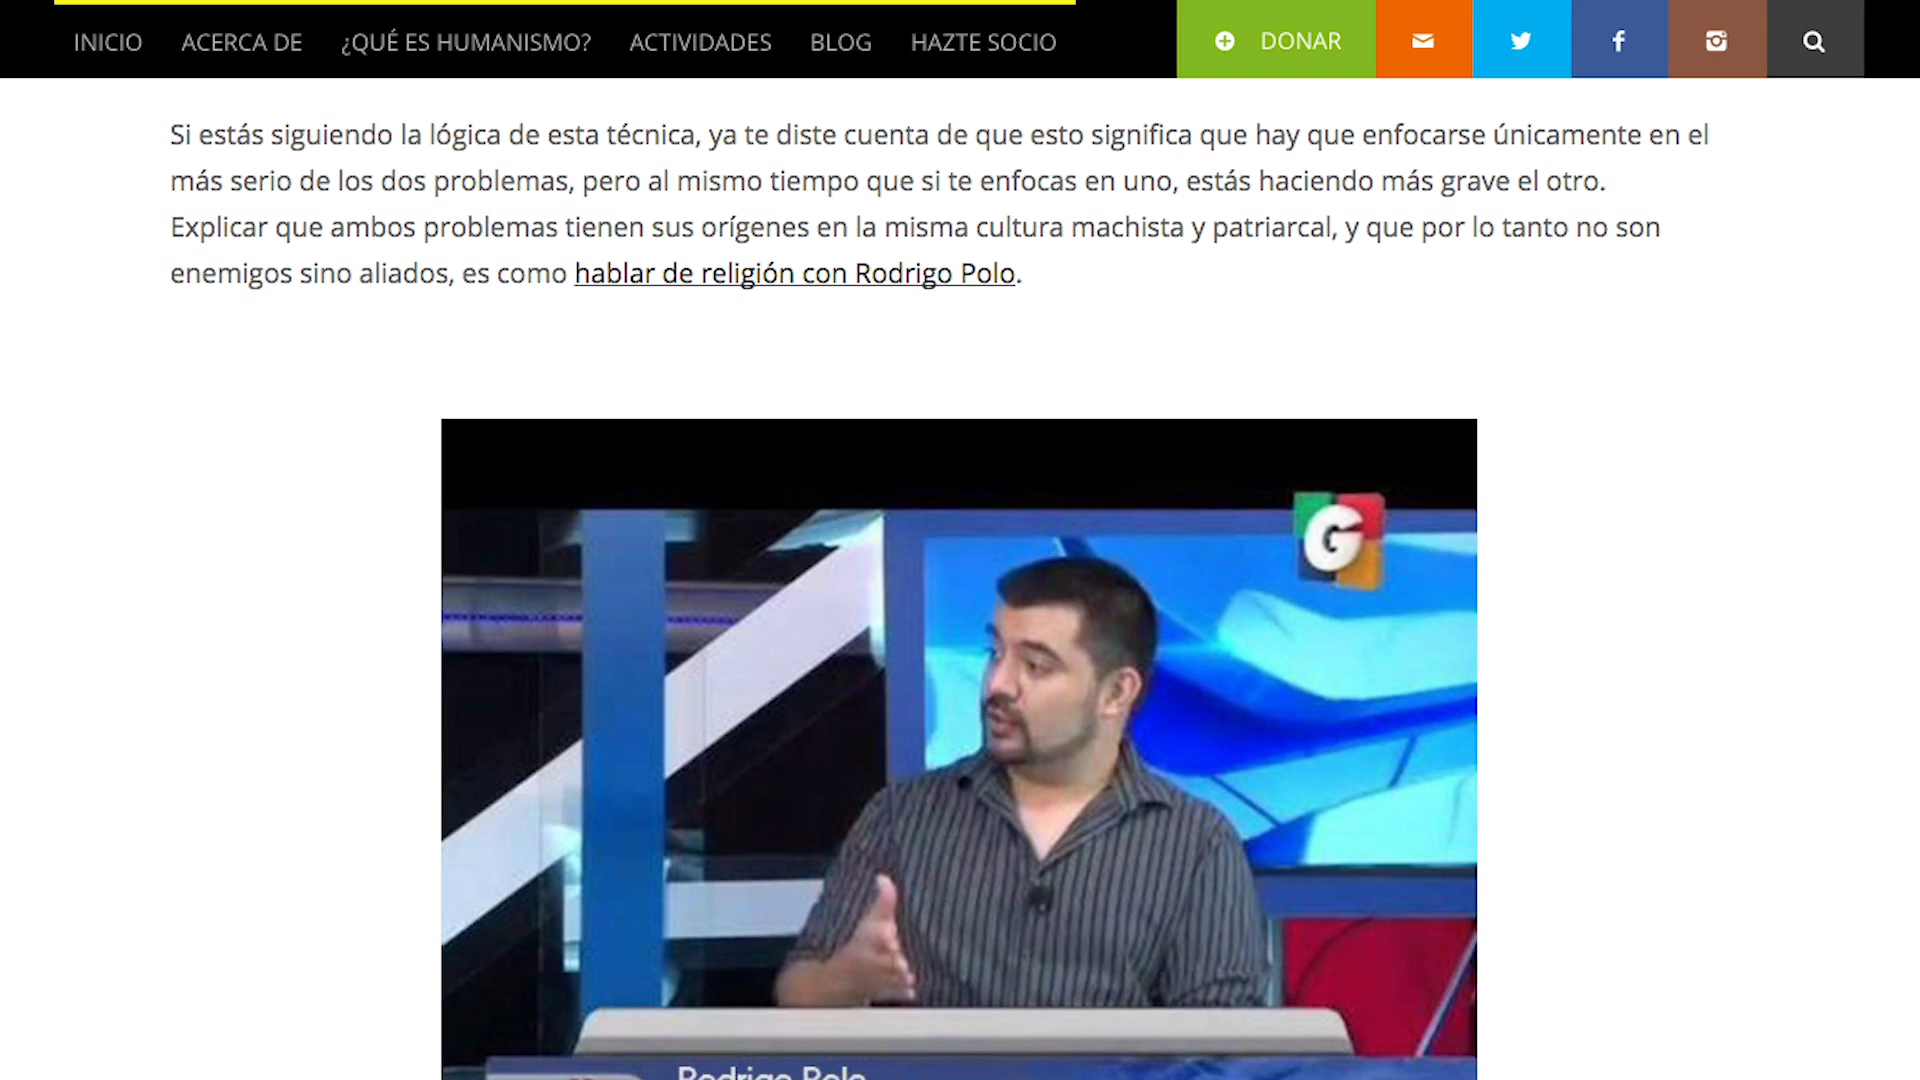 INICIO ACERCA DE ¿QUÉ ES HUMANISMO? ACTIVIDADES BLOG HAZTE SOCIO DONAR
Si estás siguiendo la lógica de esta técnica, ya te diste cuenta de que esto significa que hay que enfocarse únicamente en el
más serio de los dos problemas, pero al mismo tiempo que si te enfocas en uno, estás haciendo más grave el otro.
Explicar que ambos problemas tienen sus orígenes en la misma cultura machista y patriarcal, y que por lo tanto no son
enemigos sino aliados, es como hablar de religión con Rodrigo Polo.
G
Rodrigo Polo